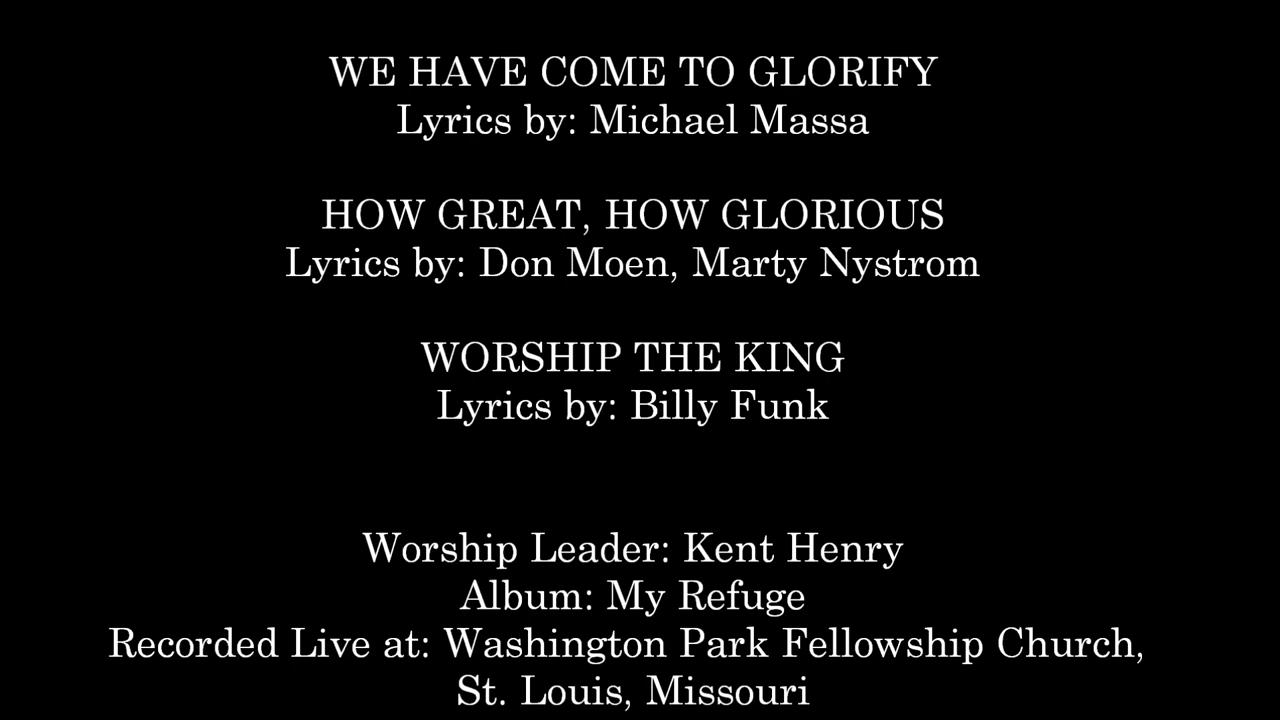 WE HAVE COME TO GLORIFY
Lyrics by: Michael Massa
HOW GREAT, HOW GLORIOUS
Lyrics by: Don Moen, Marty Nystrom
WORSHIP THE KING
Lyrics by: Billy Funk
Worship Leader: Kent Henry
Album: My Refuge
Recorded Live at: Washington Park Fellowship Church,
St. Louis, Missouri